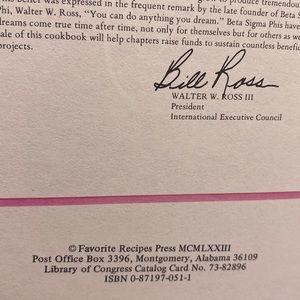 belief was expressed in the frequent remark by the late founder of Beta S
Phi, Walter W. Ross, "You can do anything you dream." Beta Sigma Phis have
dreams come true time after time, not only for themselves but for others as we
sale of this cookbook will help chapters raise funds to sustain countless benefi
projects.
Bill Ross
WALTER W. ROSS III
President
International Executive Council
© Favorite Recipes Press MCMLXXIII
Post Office Box 3396, Montgomery, Alabama 36109
Library of Congress Catalog Card No. 73-82896
ISBN 0-87197-051-1